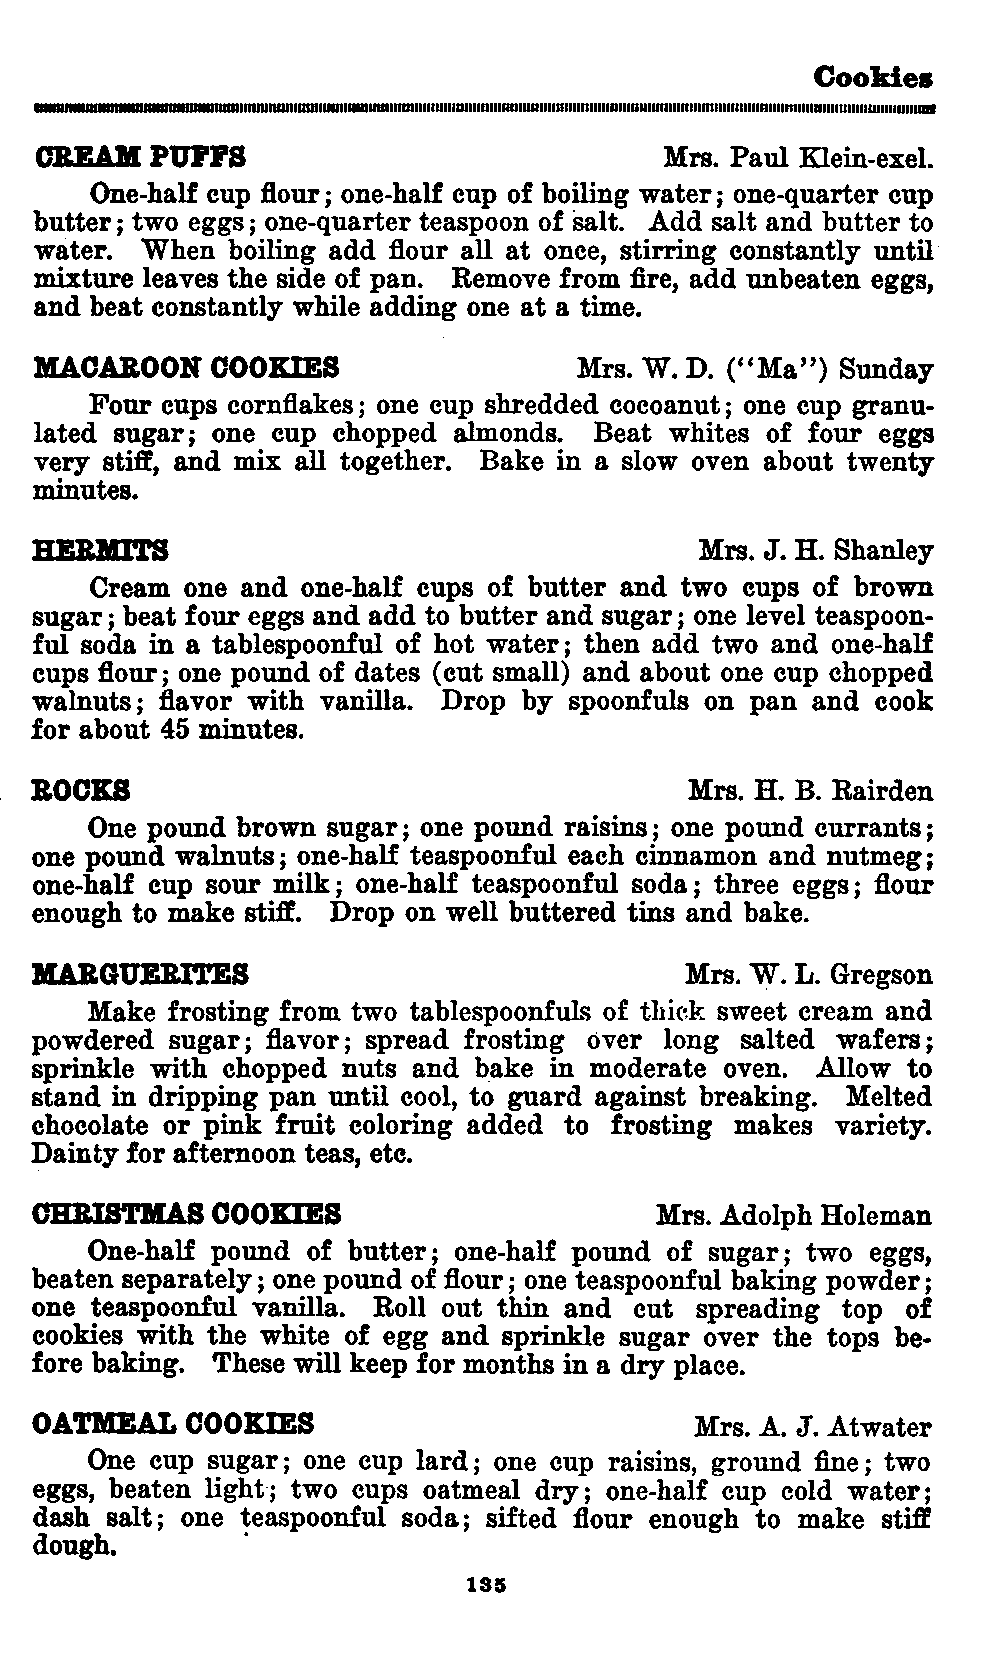 Cookies
CREAM PUFFS Mrs. Paul Klein-exel.
One-half cup flour; one-half cup of boiling water; one-quarter cup
butter; two eggs; one-quarter teaspoon of salt. Add salt and butter to
water. When boiling add flour all at once, stirring constantly until
mixture leaves the side of pan. Remove from fire, add unbeaten eggs,
and beat constantly while adding one at a time.
MACAROON COOKIES Mrs. W. D. ("Ma") Sunday
Four cups cornflakes; one cup shredded cocoanut; one cup granu-
lated sugar; one cup chopped almonds. Beat whites of four eggs
very stiff, and mix all together. Bake in a slow oven about twenty
minutes.
HERMITS Mrs. J. H. Shanley
Cream one and one-half cups of butter and two cups of brown
sugar; beat four eggs and add to butter and sugar; one level teaspoon-
ful soda in a tablespoonful of hot water; then add two and one-half
cups flour; one pound of dates (cut small) and about one cup chopped
walnuts; flavor with vanilla. Drop by spoonfuls on pan and cook
for about 45 minutes.
ROCKS Mrs. H. B. Rairden
One pound brown sugar; one pound raisins; one pound currants;
one pound walnuts; one-half teaspoonful each cinnamon and nutmeg;
one-half cup sour milk; one-half teaspoonful soda; three eggs; flour
enough to make stiff. Drop on well buttered tins and bake.
MARGUERITES Mrs. W. L. Gregson
Make frosting from two tablespoonfuls of thick sweet cream and
powdered sugar; flavor; spread frosting over long salted wafers;
sprinkle with chopped nuts and bake in moderate oven. Allow to
stand in dripping pan until cool, to guard against breaking. Melted
chocolate or pink fruit coloring added to frosting makes variety.
Dainty for afternoon teas, etc.
CHRISTMAS COOKIES Mrs. Adolph Holeman
One-half pound of butter; one-half pound of sugar; two eggs,
beaten separately; one pound of flour; one teaspoonful baking powder;
one teaspoonful vanilla. Roll out thin and cut spreading top of
cookies with the white of egg and sprinkle sugar over the tops be-
fore baking. These will keep for months in a dry place.
OATMEAL COOKIES Mrs. A. J. Atwater
One cup sugar; one cup lard; one cup raisins, ground fine; two
eggs, beaten light; two cups oatmeal dry; one-half cup cold water;
dash salt; one teaspoonful soda; sifted flour enough to make stiff
dough.
135